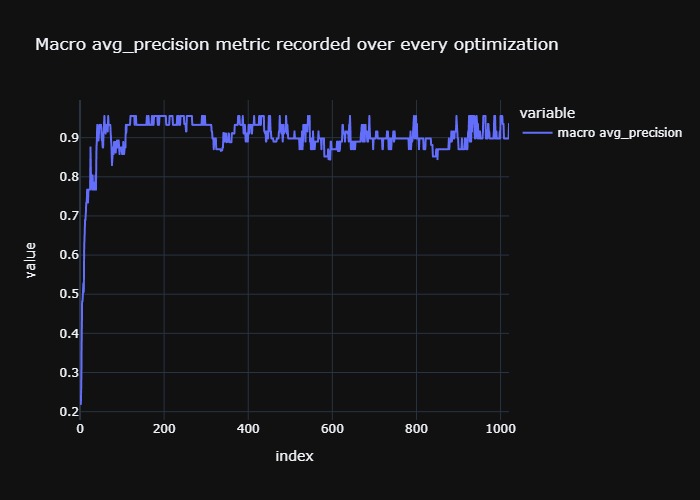 Macro avg_precision metric recorded over every optimization
variable
macro avg_precision
0.9
0.8
0.7
0.6
0.5
0.4
0.3
0.2
value
0 200 400 600 800 1000
index